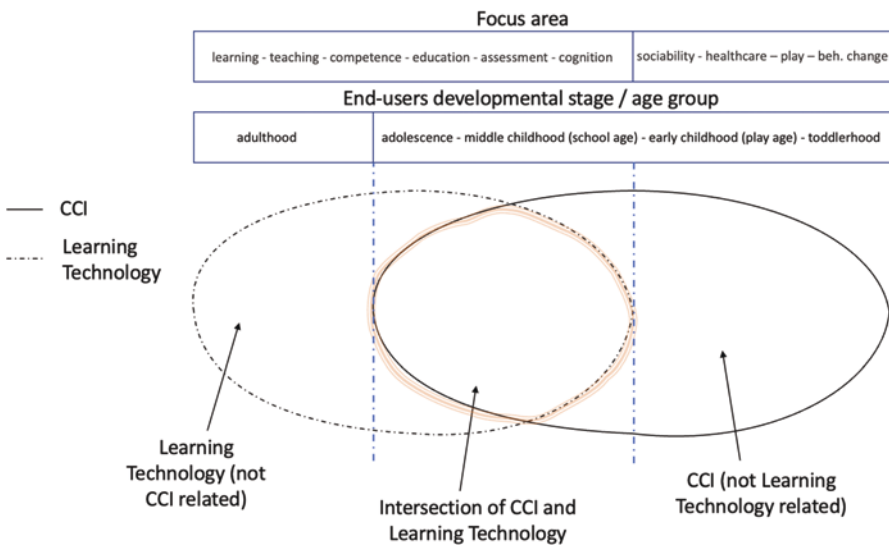 Focus area
learning - teaching - competence - education - assessment - cognition
sociability - healthcare – play – beh. change
End-users developmental stage / age group
adulthood
adolescence - middle childhood (school age) - early childhood (play age) - toddlerhood
CCI
Learning
Technology
Learning
Technology (not
CCI related)
Intersection of CCI and
Learning Technology
CCI (not Learning
Technology related)